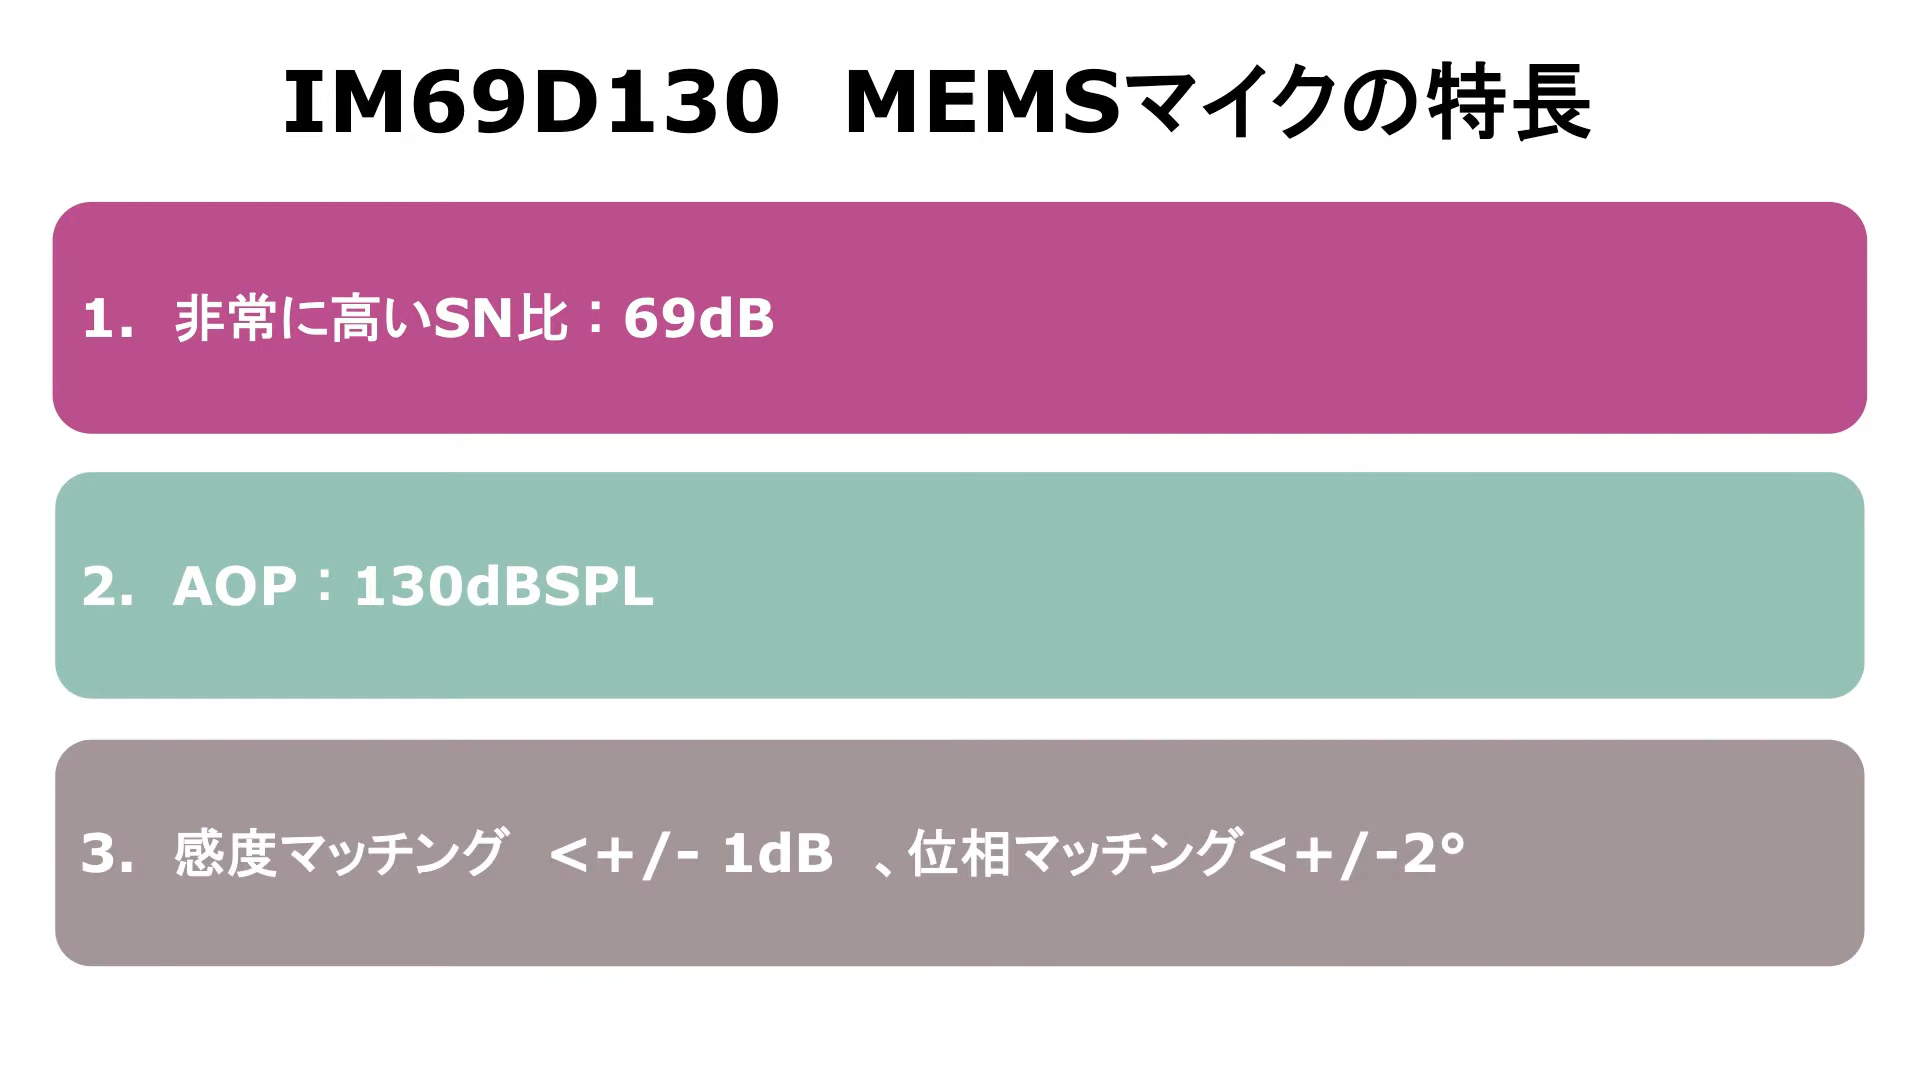 IM69D130　MEMSマイクの特長
1.　非常に高いSN比：69dB
2.　AOP：130dBSPL
3.　感度マッチング　<+/- 1dB　、位相マッチング<+/-2°